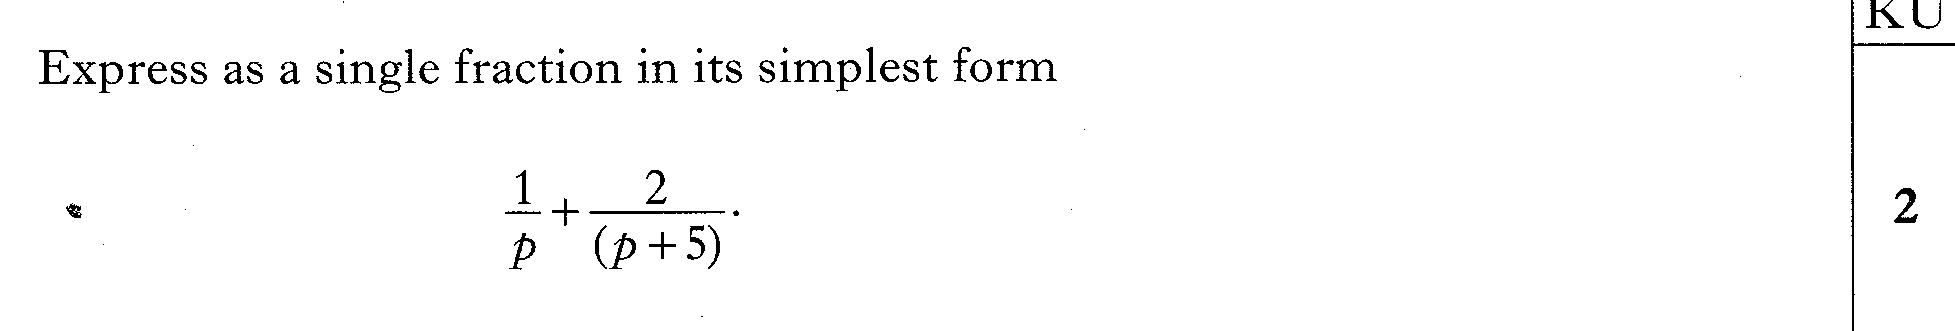 KU
Express as a single fraction in its simplest form
1/p + 2/(p+5).
2